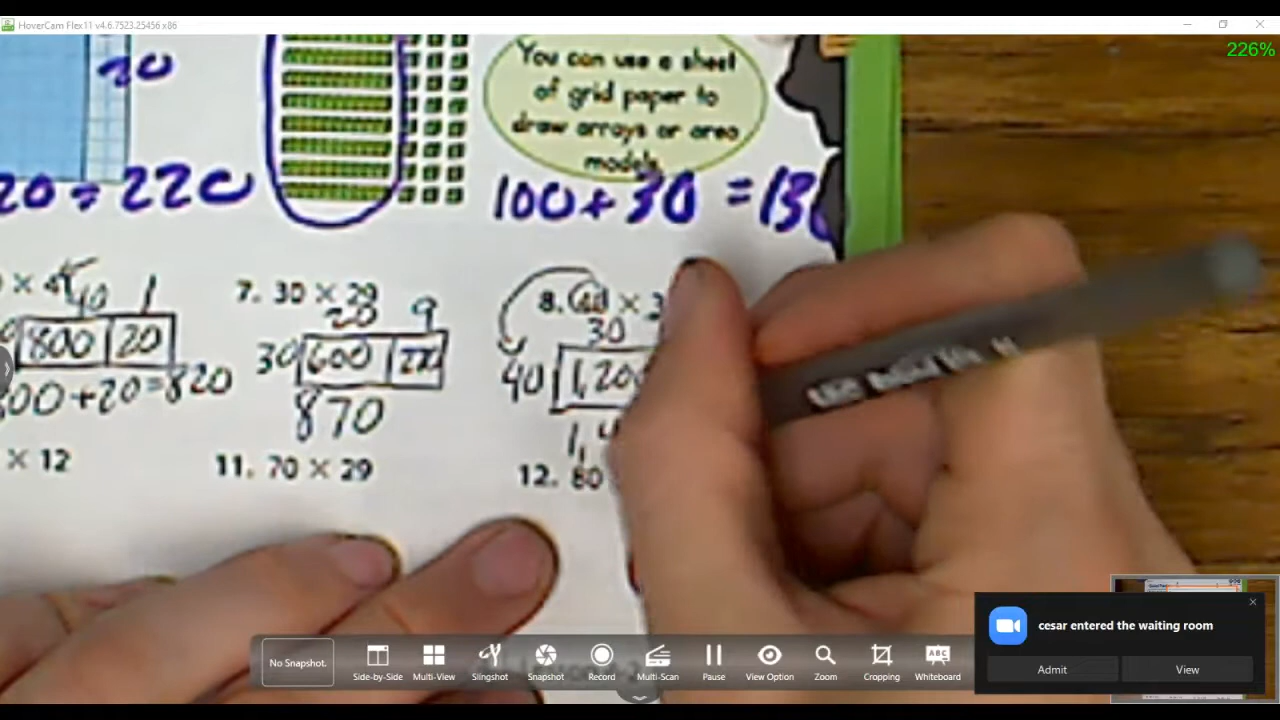 HoverCam Flex11 v4.6.7523.25456 x86
226%
20
You can use a sheet
of grid paper to
draw arrays or area
models.
20 = 220
100 + 30 = 130
× 41
40 1
800 20
800 + 20 = 820
7. 30 × 29
20 9
30 600
870
8. 40 ×
30
40 1,200
× 12
11. 70 × 29
12. 80
cesar entered the waiting room
Admit View
No Snapshot.
Side-by-Side Multi-View Slingshot Snapshot Record Multi-Scan Pause View Option Zoom Cropping Whiteboard